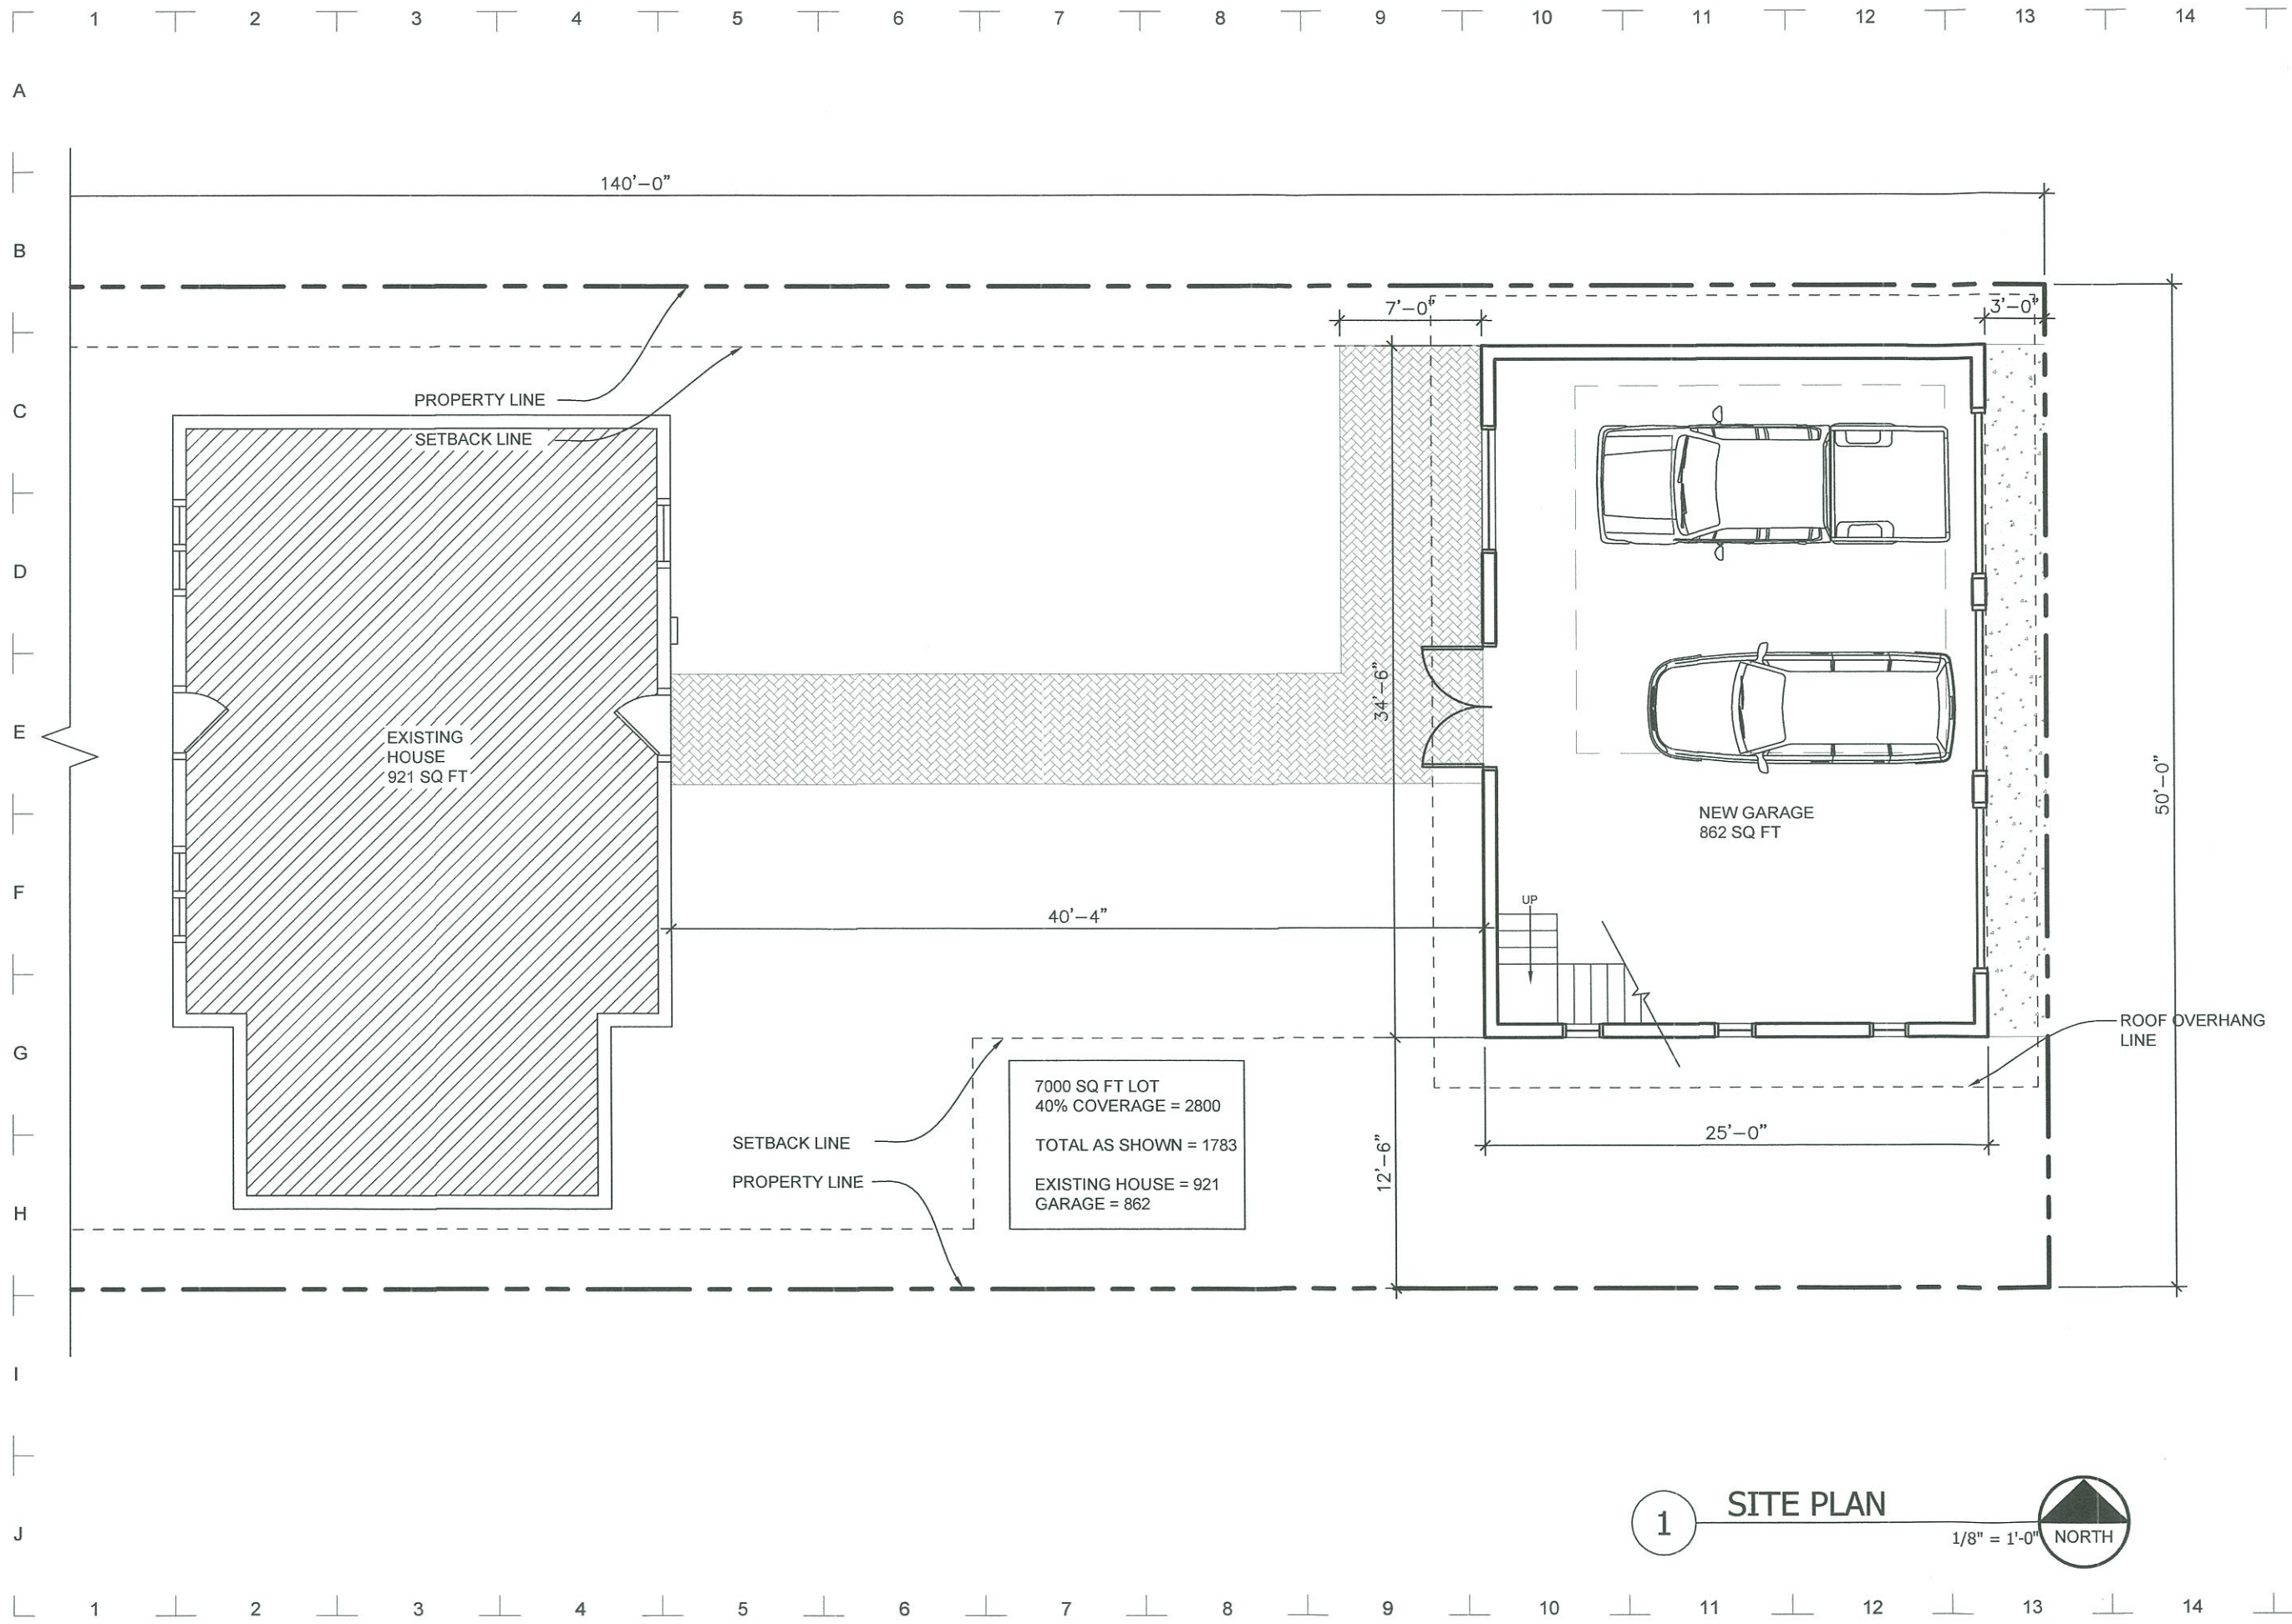 1 2 3 4 5 6 7 8 9 10 11 12 13 14
A
B
C
D
E
F
G
H
I
J
140'-0"
7'-0"
3'-0"
PROPERTY LINE
SETBACK LINE
EXISTING
HOUSE
921 SQ FT
34'-6"
NEW GARAGE
862 SQ FT
50'-0"
UP
40'-4"
ROOF OVERHANG
LINE
7000 SQ FT LOT
40% COVERAGE = 2800
TOTAL AS SHOWN = 1783
EXISTING HOUSE = 921
GARAGE = 862
SETBACK LINE
PROPERTY LINE
12'-6"
25'-0"
1
SITE PLAN
1/8" = 1'-0"
NORTH
1 2 3 4 5 6 7 8 9 10 11 12 13 14